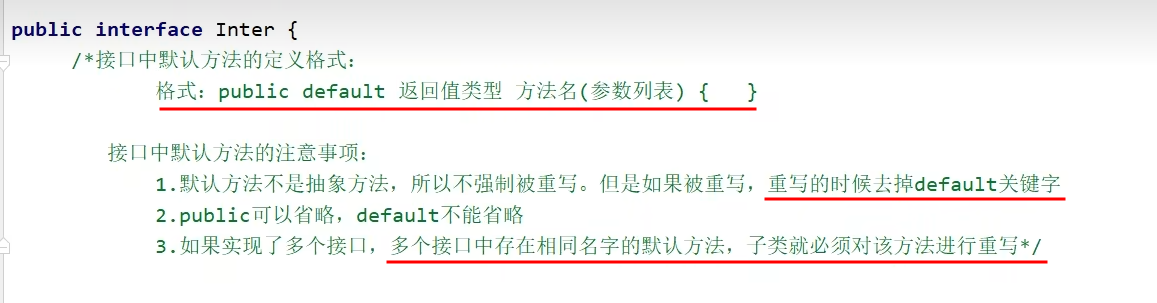 public interface Inter {
/*接口中默认方法的定义格式：
格式：public default 返回值类型 方法名(参数列表) {   }
接口中默认方法的注意事项：
1.默认方法不是抽象方法，所以不强制被重写。但是如果被重写，重写的时候去掉default关键字
2.public可以省略，default不能省略
3.如果实现了多个接口，多个接口中存在相同名字的默认方法，子类就必须对该方法进行重写*/